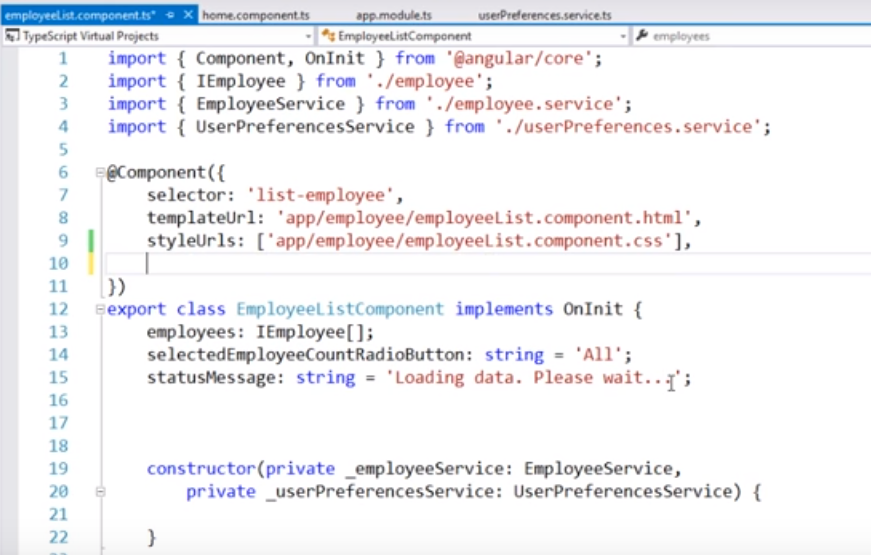 employeeList.component.ts* home.component.ts app.module.ts userPreferences.service.ts
TypeScript Virtual Projects EmployeeListComponent employees
1 import { Component, OnInit } from '@angular/core';
2 import { IEmployee } from './employee';
3 import { EmployeeService } from './employee.service';
4 import { UserPreferencesService } from './userPreferences.service';
5
6 @Component({
7 selector: 'list-employee',
8 templateUrl: 'app/employee/employeeList.component.html',
9 styleUrls: ['app/employee/employeeList.component.css'],
10
11 })
12 export class EmployeeListComponent implements OnInit {
13 employees: IEmployee[];
14 selectedEmployeeCountRadioButton: string = 'All';
15 statusMessage: string = 'Loading data. Please wait...';
16
17
18
19 constructor(private _employeeService: EmployeeService,
20 private _userPreferencesService: UserPreferencesService) {
21
22 }